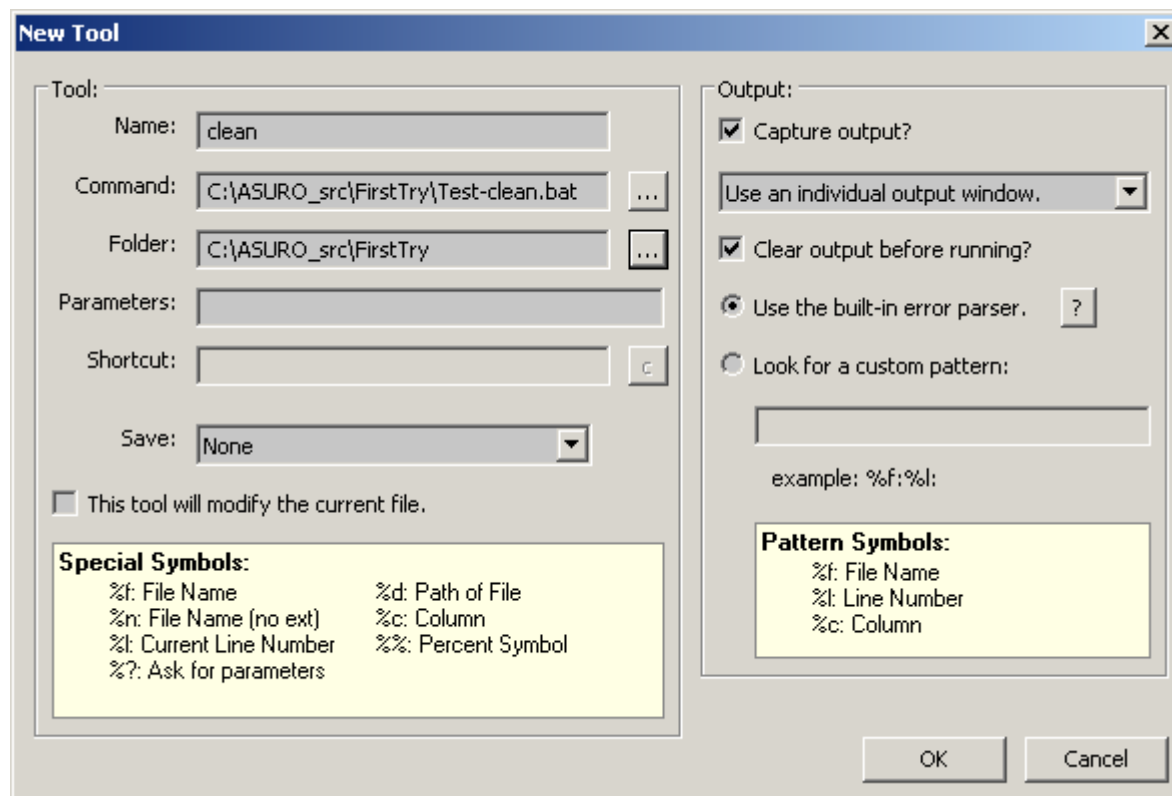 New Tool
Tool:
Name: clean
Command: C:\ASURO_src\FirstTry\Test-clean.bat ...
Folder: C:\ASURO_src\FirstTry ...
Parameters:
Shortcut: c
Save: None
This tool will modify the current file.
Special Symbols:
%f: File Name %d: Path of File
%n: File Name (no ext) %c: Column
%l: Current Line Number %%: Percent Symbol
%?: Ask for parameters
Output:
Capture output?
Use an individual output window.
Clear output before running?
Use the built-in error parser. ?
Look for a custom pattern:
example: %f:%l:
Pattern Symbols:
%f: File Name
%l: Line Number
%c: Column
OK Cancel